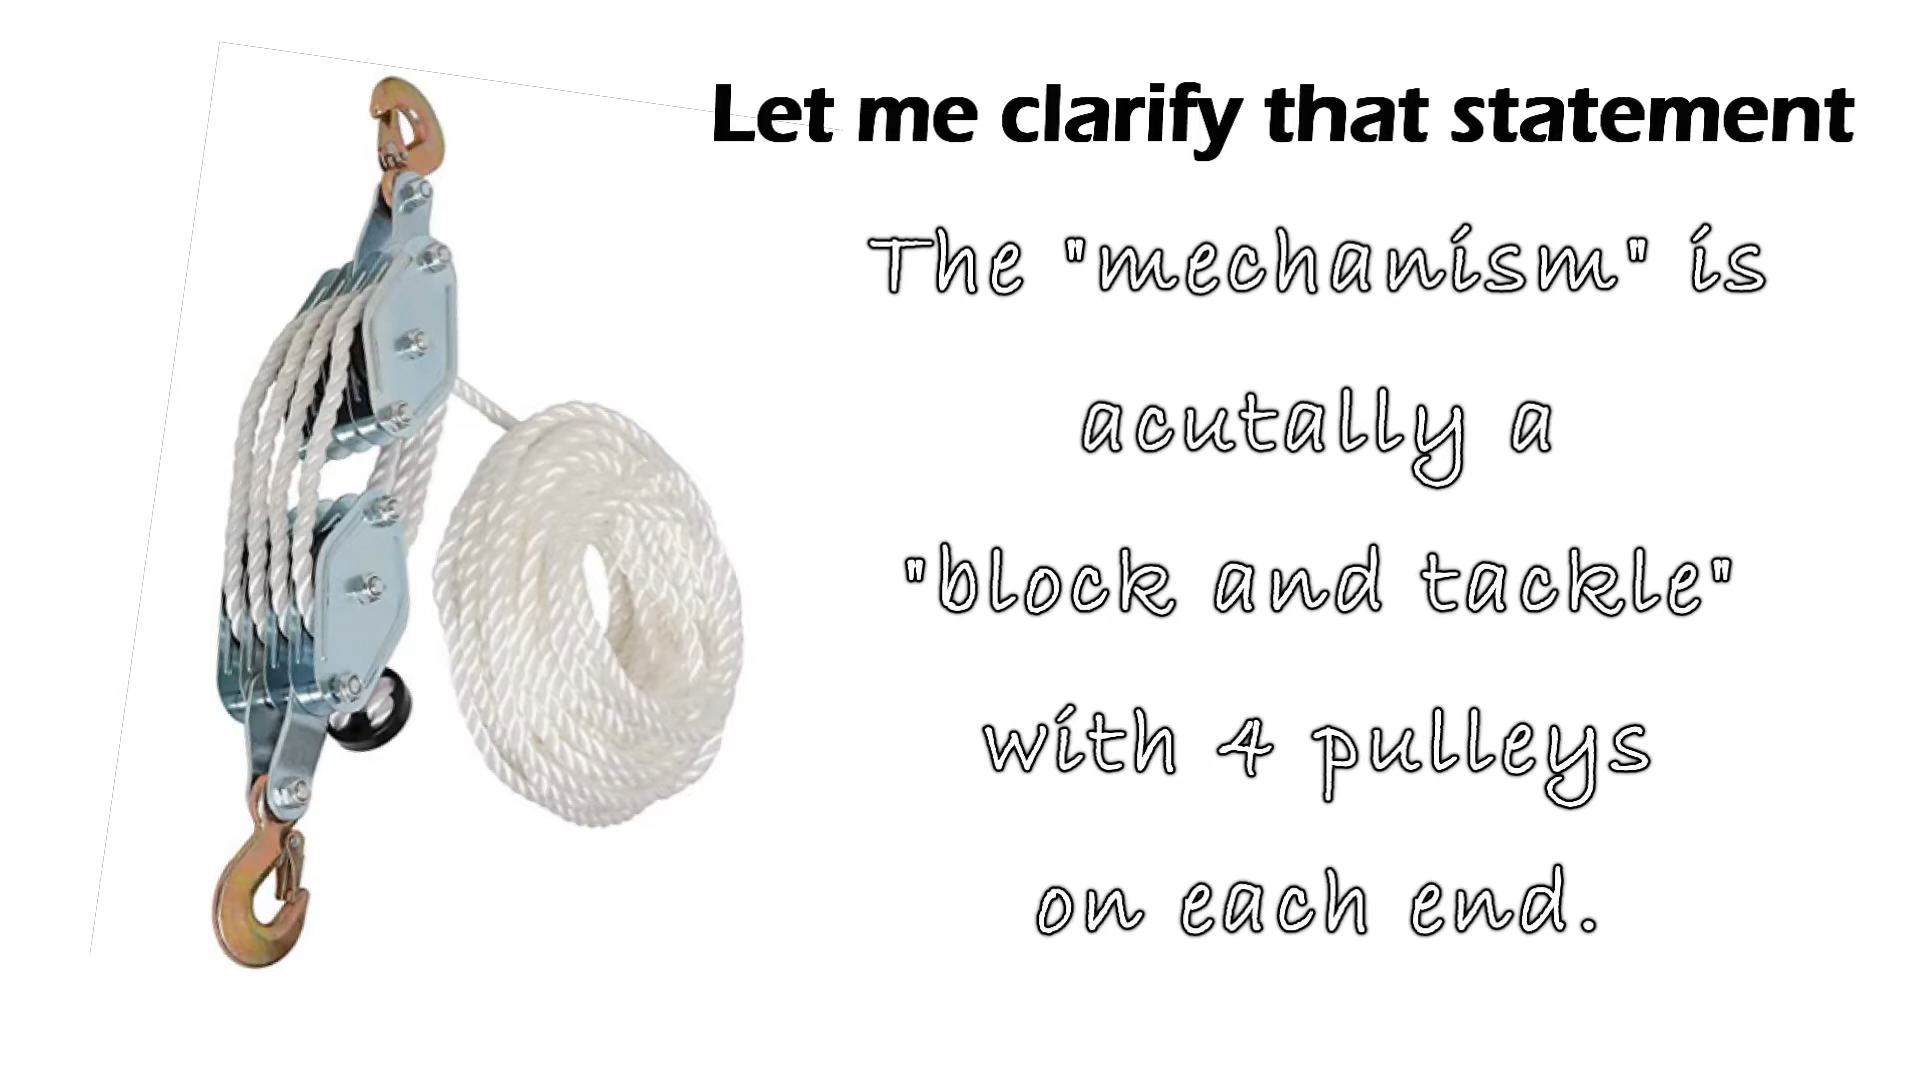 Let me clarify that statement
The "mechanism" is
acutally a
"block and tackle"
with 4 pulleys
on each end.